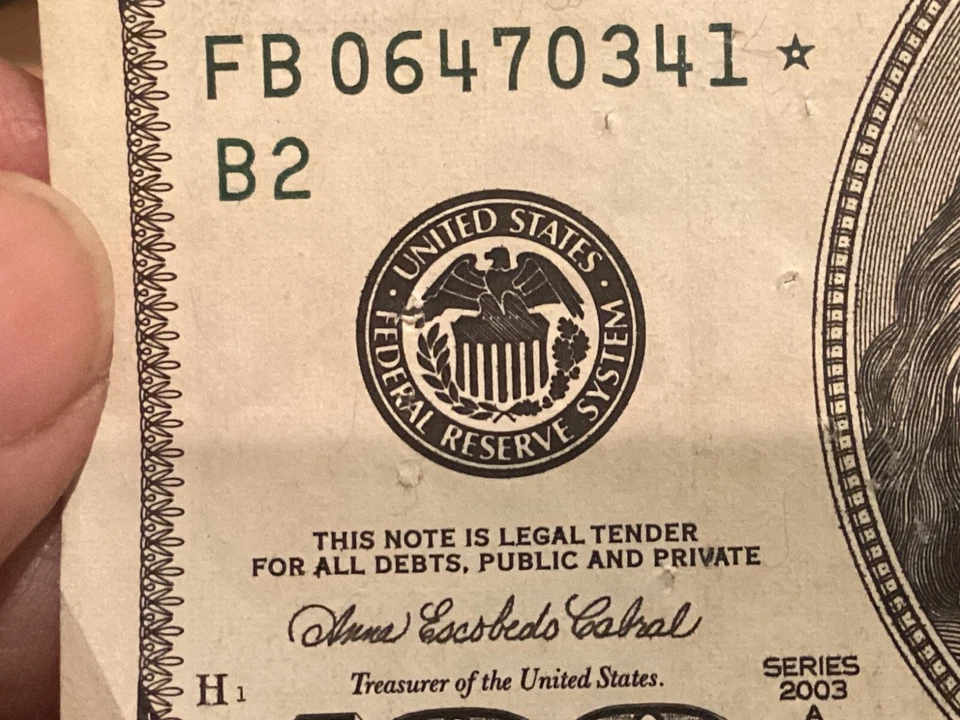 FB 06470341 ☆
B2
UNITED STATES
FEDERAL RESERVE SYSTEM
THIS NOTE IS LEGAL TENDER
FOR ALL DEBTS, PUBLIC AND PRIVATE
Anna Escobedo Cabral
H 1
Treasurer of the United States.
SERIES
2003
A